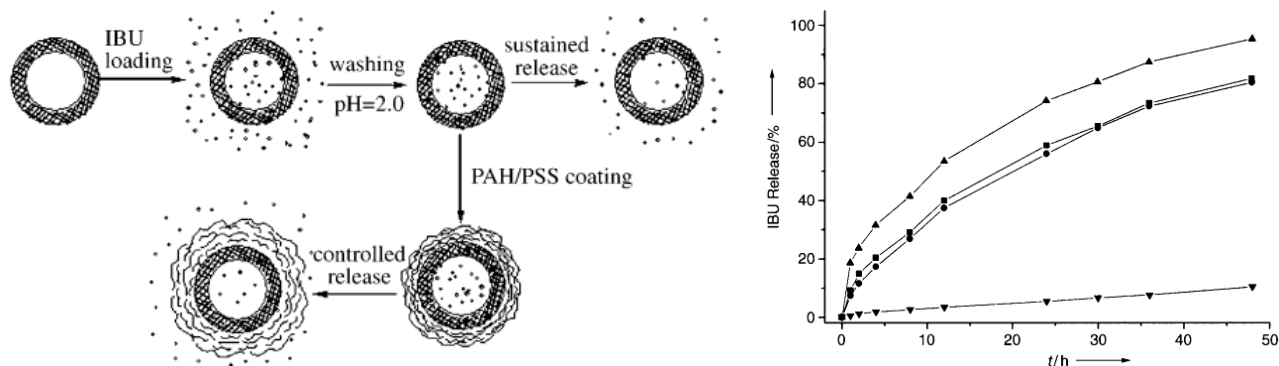 IBU
loading
washing
pH=2.0
sustained
release
PAH/PSS coating
controlled
release
IBU Release/%
100
80
60
40
20
0
0
10
20
30
40
50
t/h